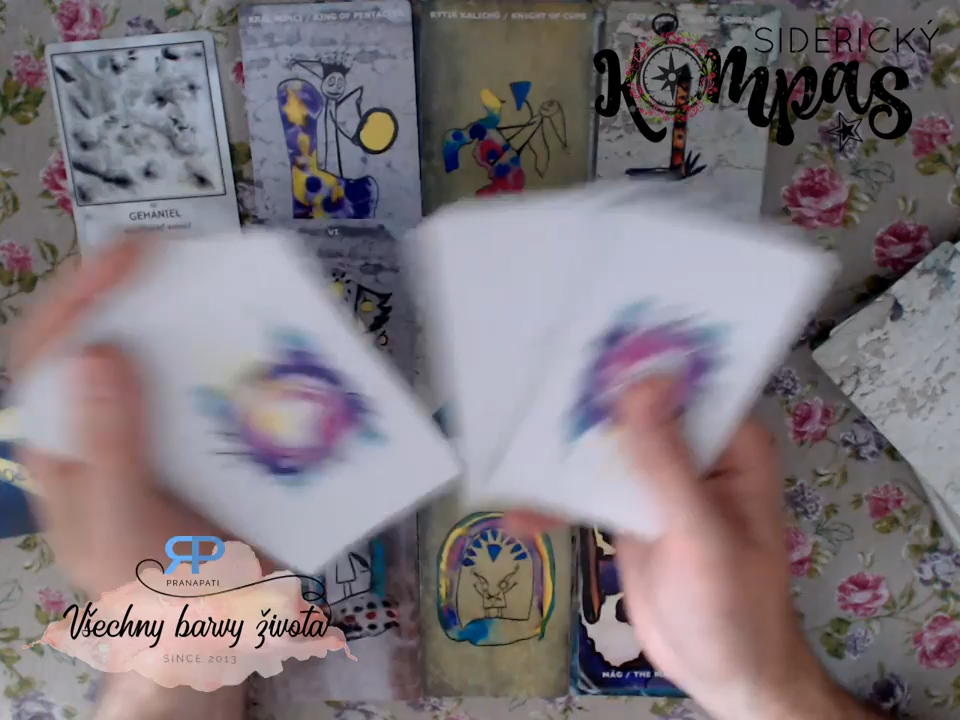 KRÁL MINCÍ / KING OF PENTACLES
RYTÍŘ KALICHŮ / KNIGHT OF CUPS
SIDERICKÝ
Kompas
GEHANIEL
VI.
RP
PRANAPATI
Všechny barvy života
SINCE 2013
MÁG / THE